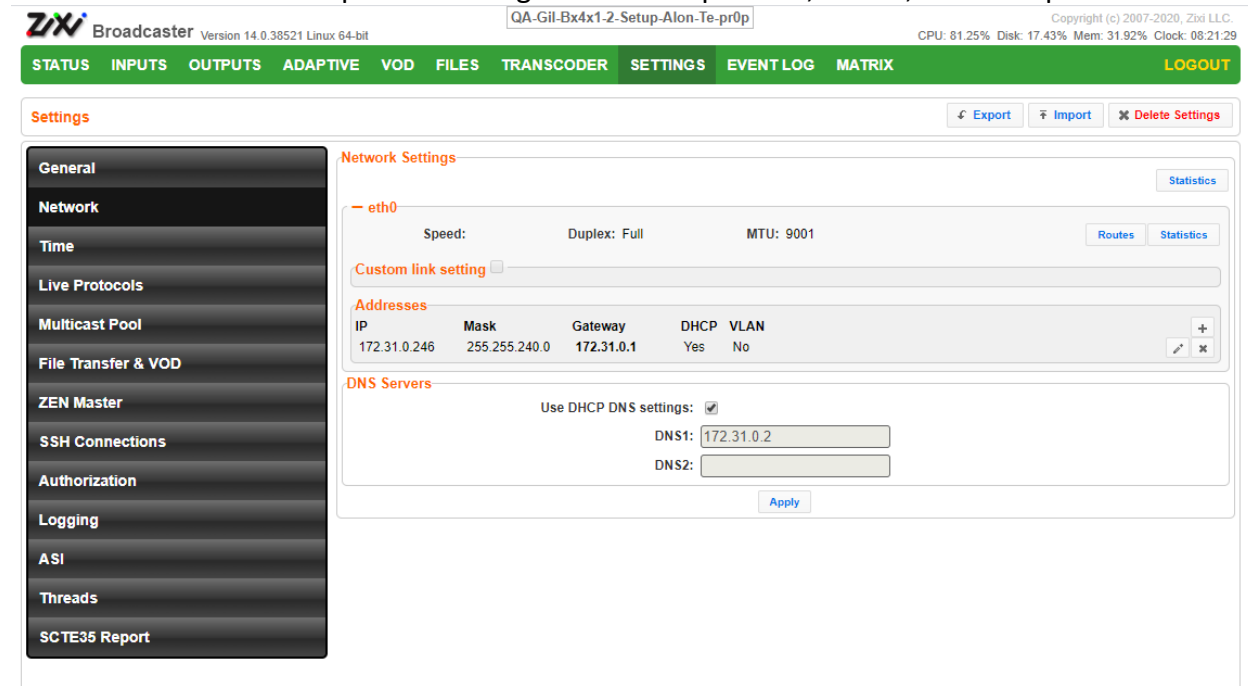 ZiXi Broadcaster Version 14.0.38521 Linux 64-bit
QA-Gil-Bx4x1-2-Setup-Alon-Te-pr0p
Copyright (c) 2007-2020, Zixi LLC.
CPU: 81.25% Disk: 17.43% Mem: 31.92% Clock: 08:21:29
STATUS INPUTS OUTPUTS ADAPTIVE VOD FILES TRANSCODER SETTINGS EVENT LOG MATRIX LOGOUT
Settings Export Import Delete Settings
General
Network
Time
Live Protocols
Multicast Pool
File Transfer & VOD
ZEN Master
SSH Connections
Authorization
Logging
ASI
Threads
SCTE35 Report
Network Settings
Statistics
eth0
Speed: Duplex: Full MTU: 9001 Routes Statistics
Custom link setting
Addresses
IP Mask Gateway DHCP VLAN
172.31.0.246 255.255.240.0 172.31.0.1 Yes No
DNS Servers
Use DHCP DNS settings:
DNS1: 172.31.0.2
DNS2:
Apply